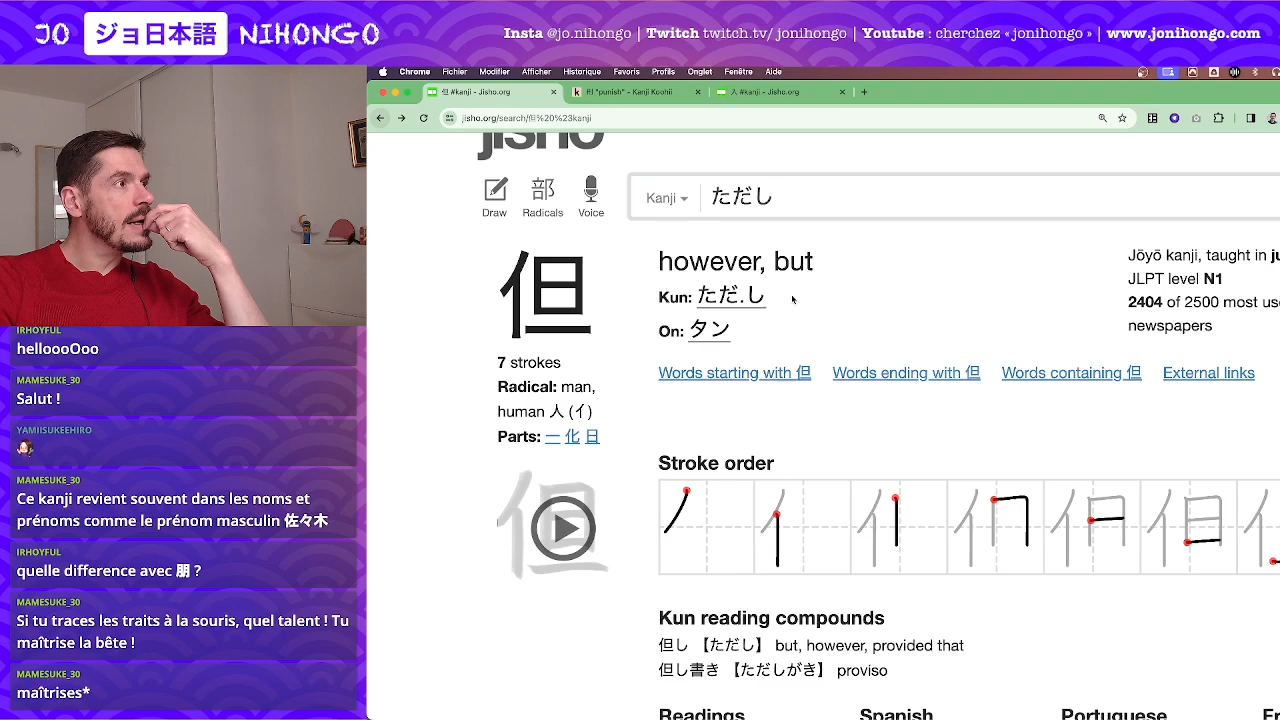 JO ジョ日本語 NIHONGO
Insta @jo.nihongo | Twitch twitch.tv/ jonihongo | Youtube : cherchez « jonihongo » | www.jonihongo.com
Chrome Fichier Modifier Afficher Historique Favoris Profils Onglet Fenêtre Aide
但 #kanji - Jisho.org
"punish" - Kanji Koohii
人 #kanji - Jisho.org
jisho.org/search/但%20%23kanji
jisho
Draw Radicals Voice
Kanji ただし
但
however, but
Kun: ただ.し
On: タン
Jōyō kanji, taught in
JLPT level N1
2404 of 2500 most
newspapers
7 strokes
Radical: man,
human 人 (亻)
Parts: 一 化 日
Words starting with 但 Words ending with 但 Words containing 但 External links
Stroke order
但
Kun reading compounds
但し 【ただし】 but, however, provided that
但し書き 【ただしがき】 proviso
Readings Spanish Portuguese
IRHOYFUL
helloooOoo
MAMESUKE_30
Salut !
YAMIISUKEEHIRO
MAMESUKE_30
Ce kanji revient souvent dans les noms et
prénoms comme le prénom masculin 佐々木
IRHOYFUL
quelle difference avec 朋 ?
MAMESUKE_30
Si tu traces les traits à la souris, quel talent ! Tu
maîtrise la bête !
MAMESUKE_30
maîtrises*